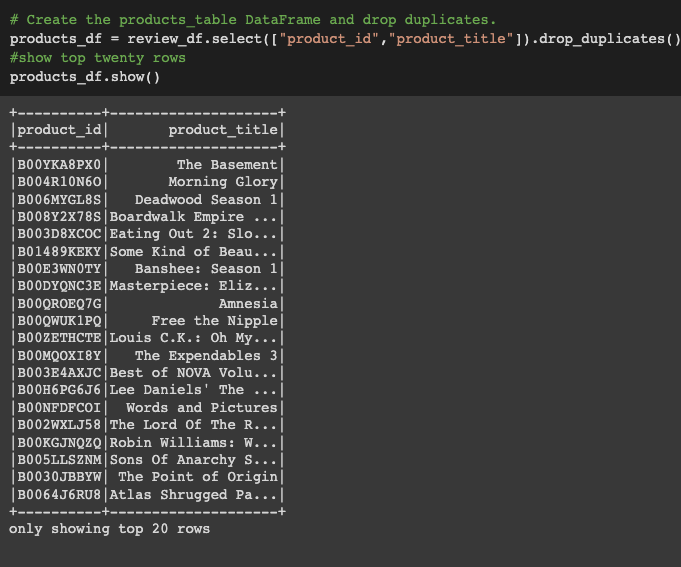 # Create the products_table DataFrame and drop duplicates.
products_df = review_df.select(["product_id","product_title"]).drop_duplicates()
#show top twenty rows
products_df.show()
+----------+--------------------+
|product_id|       product_title|
+----------+--------------------+
|B00YKA8PX0|        The Basement|
|B004R10N6O|       Morning Glory|
|B006MYGL8S|   Deadwood Season 1|
|B008Y2X78S|Boardwalk Empire ...|
|B003D8XCOC|Eating Out 2: Slo...|
|B01489KEKY|Some Kind of Beau...|
|B00E3WN0TY|   Banshee: Season 1|
|B00DYQNC3E|Masterpiece: Eliz...|
|B00QROEQ7G|             Amnesia|
|B00QWUK1PQ|     Free the Nipple|
|B00ZETHCTE|Louis C.K.: Oh My...|
|B00MQOXI8Y|   The Expendables 3|
|B003E4AXJC|Best of NOVA Volu...|
|B00H6PG6J6|Lee Daniels' The ...|
|B00NFDFCOI|  Words and Pictures|
|B002WXLJ58|The Lord Of The R...|
|B00KGJNQZQ|Robin Williams: W...|
|B005LLSZNM|Sons Of Anarchy S...|
|B0030JBBYW| The Point of Origin|
|B0064J6RU8|Atlas Shrugged Pa...|
+----------+--------------------+
only showing top 20 rows